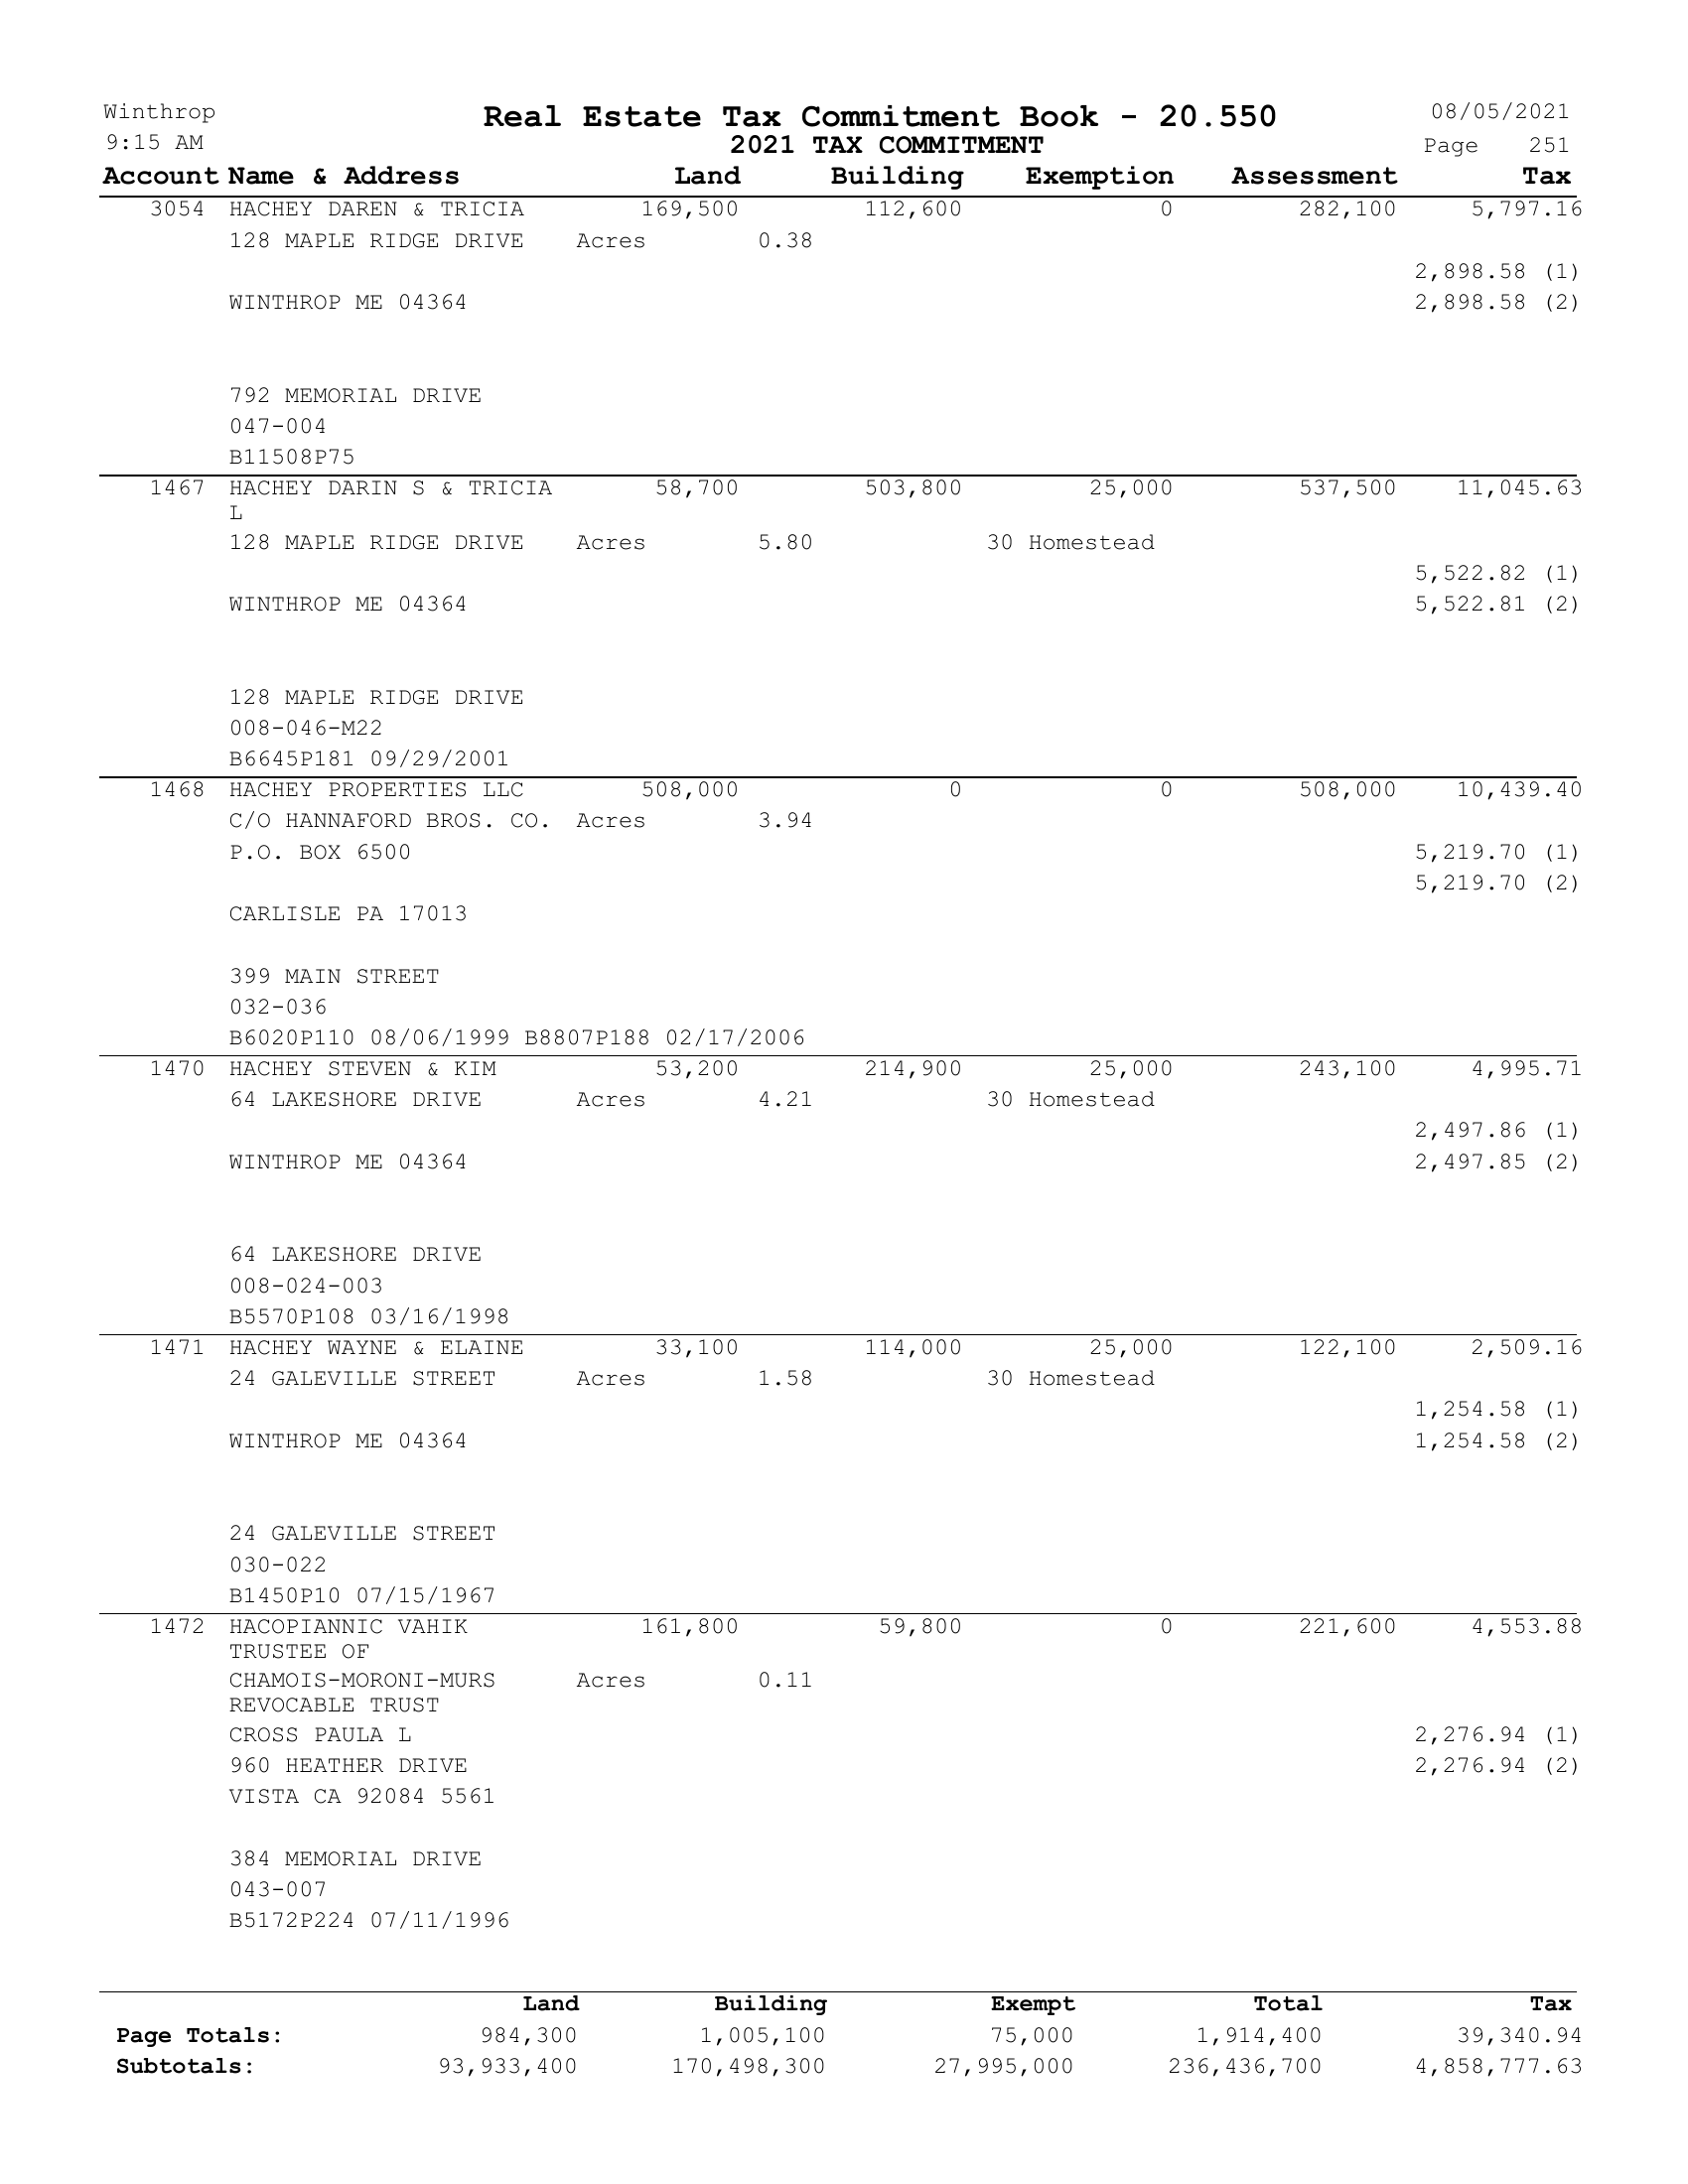 Winthrop Real Estate Tax Commitment Book - 20.550 08/05/2021
9:15 AM 2021 TAX COMMITMENT Page 251
Account Name & Address Land Building Exemption Assessment Tax
3054 HACHEY DAREN & TRICIA 169,500 112,600 0 282,100 5,797.16
128 MAPLE RIDGE DRIVE Acres 0.38
2,898.58 (1)
WINTHROP ME 04364 2,898.58 (2)
792 MEMORIAL DRIVE
047-004
B11508P75
1467 HACHEY DARIN S & TRICIA 58,700 503,800 25,000 537,500 11,045.63
L
128 MAPLE RIDGE DRIVE Acres 5.80 30 Homestead
5,522.82 (1)
WINTHROP ME 04364 5,522.81 (2)
128 MAPLE RIDGE DRIVE
008-046-M22
B6645P181 09/29/2001
1468 HACHEY PROPERTIES LLC 508,000 0 0 508,000 10,439.40
C/O HANNAFORD BROS. CO. Acres 3.94
P.O. BOX 6500 5,219.70 (1)
5,219.70 (2)
CARLISLE PA 17013
399 MAIN STREET
032-036
B6020P110 08/06/1999 B8807P188 02/17/2006
1470 HACHEY STEVEN & KIM 53,200 214,900 25,000 243,100 4,995.71
64 LAKESHORE DRIVE Acres 4.21 30 Homestead
2,497.86 (1)
WINTHROP ME 04364 2,497.85 (2)
64 LAKESHORE DRIVE
008-024-003
B5570P108 03/16/1998
1471 HACHEY WAYNE & ELAINE 33,100 114,000 25,000 122,100 2,509.16
24 GALEVILLE STREET Acres 1.58 30 Homestead
1,254.58 (1)
WINTHROP ME 04364 1,254.58 (2)
24 GALEVILLE STREET
030-022
B1450P10 07/15/1967
1472 HACOPIANNIC VAHIK 161,800 59,800 0 221,600 4,553.88
TRUSTEE OF
CHAMOIS-MORONI-MURS Acres 0.11
REVOCABLE TRUST
CROSS PAULA L 2,276.94 (1)
960 HEATHER DRIVE 2,276.94 (2)
VISTA CA 92084 5561
384 MEMORIAL DRIVE
043-007
B5172P224 07/11/1996
Land Building Exempt Total Tax
Page Totals: 984,300 1,005,100 75,000 1,914,400 39,340.94
Subtotals: 93,933,400 170,498,300 27,995,000 236,436,700 4,858,777.63